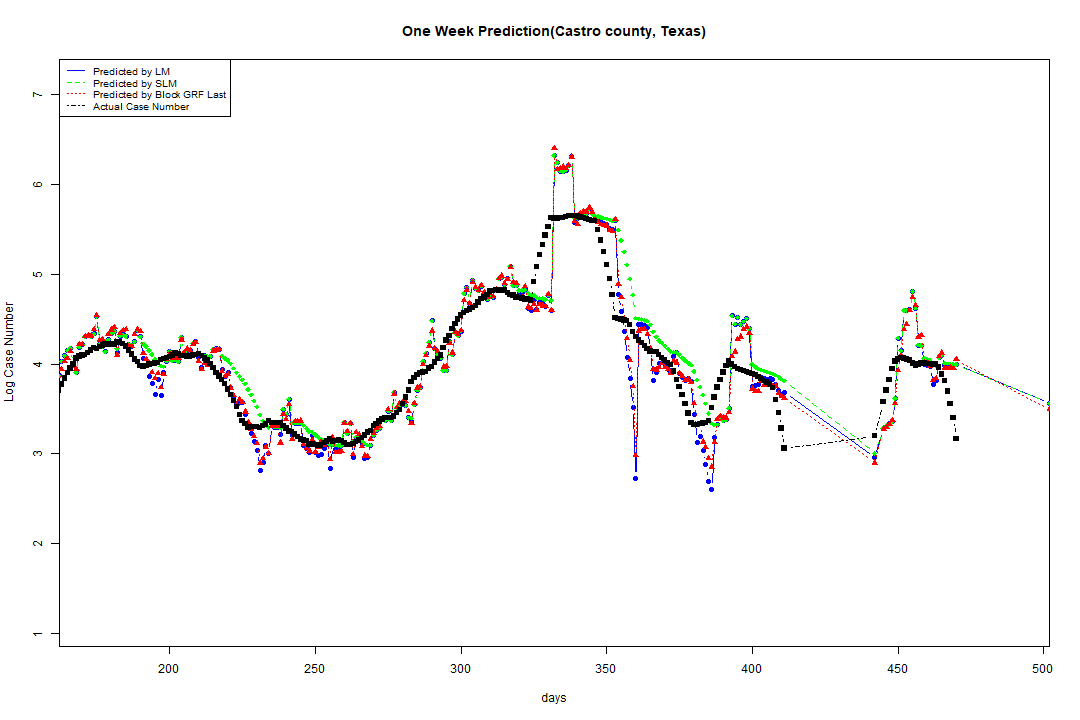 One Week Prediction(Castro county, Texas)
Predicted by LM
Predicted by SLM
Predicted by Block GRF Last
Actual Case Number
Log Case Number
7
6
5
4
3
2
1
200 250 300 350 400 450 500
days